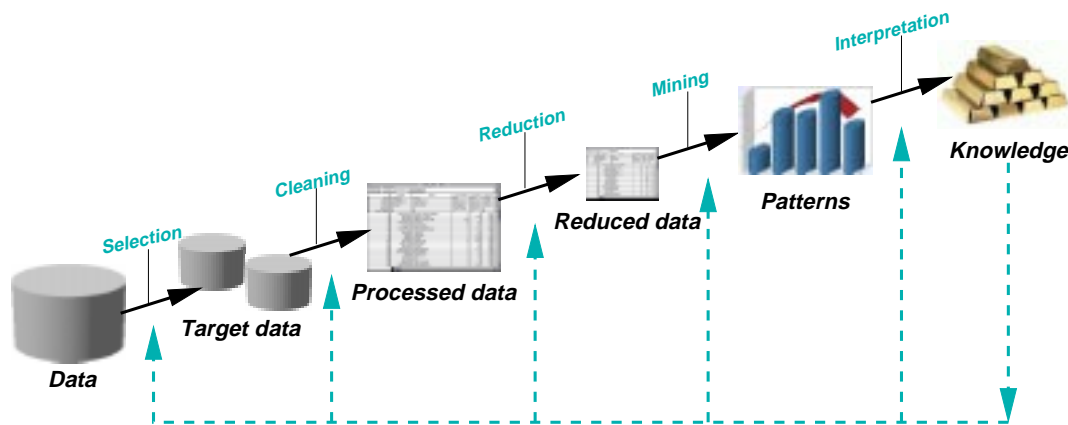 Selection
Cleaning
Reduction
Mining
Interpretation
Data
Target data
Processed data
Reduced data
Patterns
Knowledge